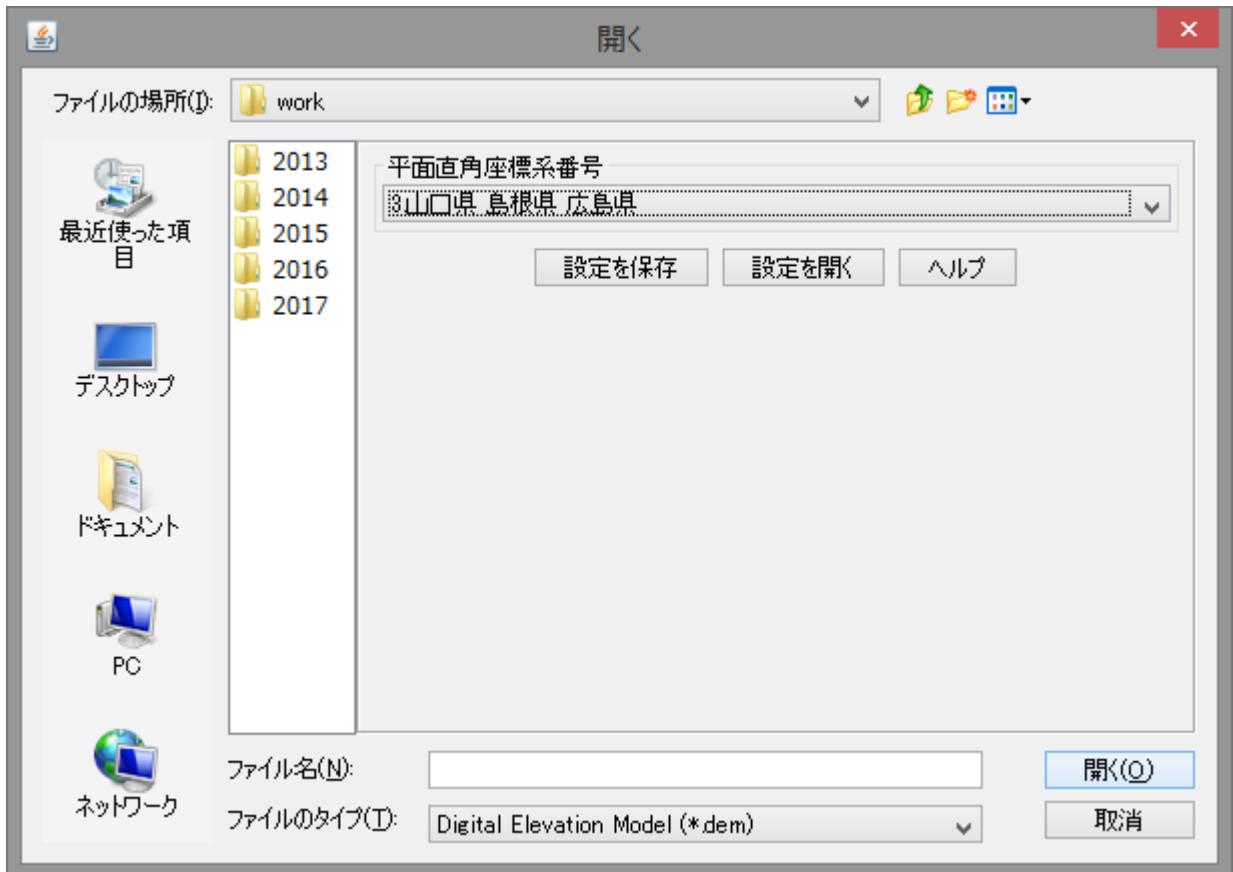 開く
ファイルの場所(I):
work
最近使った項
目
デスクトップ
ドキュメント
PC
ネットワーク
2013
2014
2015
2016
2017
平面直角座標系番号
3山口県 島根県 広島県
設定を保存
設定を開く
ヘルプ
ファイル名(N):
開く(O)
ファイルのタイプ(T):
Digital Elevation Model (*.dem)
取消